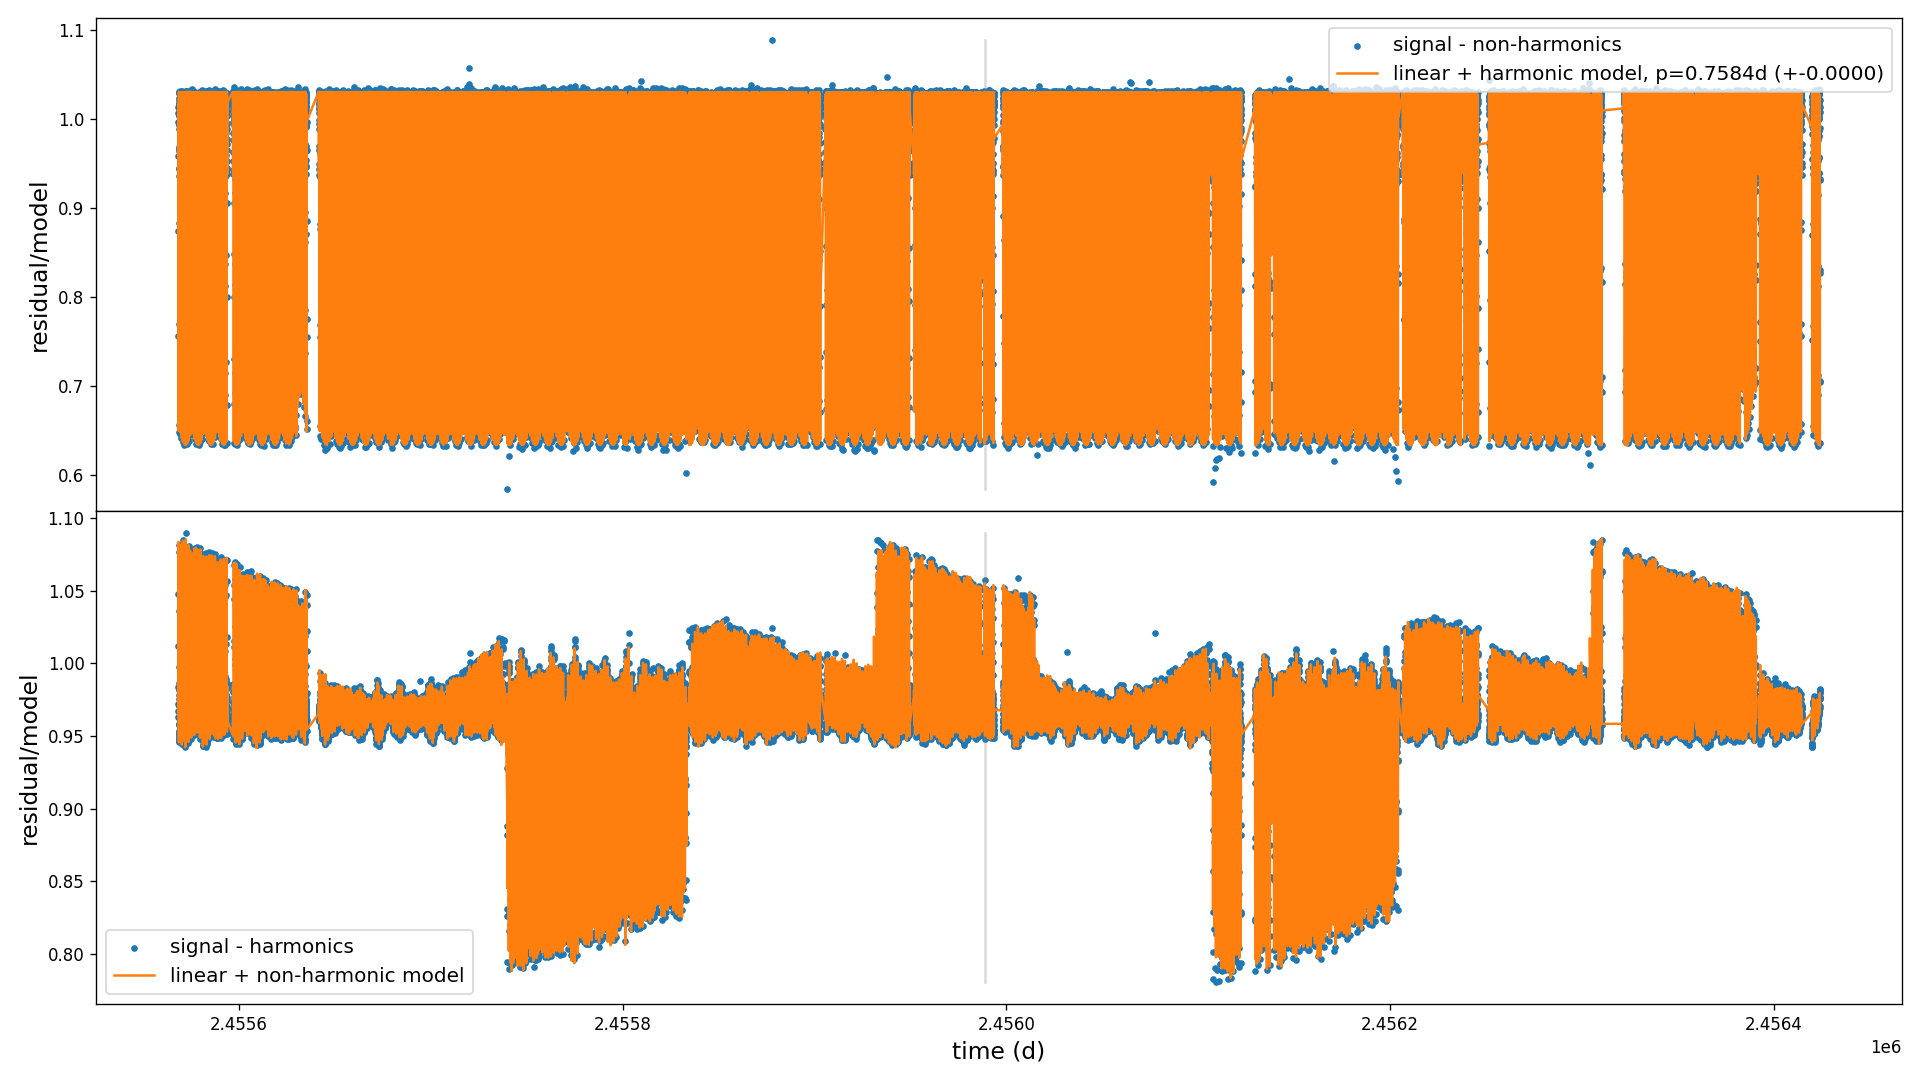 1.1
1.0
0.9
0.8
0.7
0.6
residual/model
signal - non-harmonics
linear + harmonic model, p=0.7584d (+-0.0000)
1.10
1.05
1.00
0.95
0.90
0.85
0.80
residual/model
signal - harmonics
linear + non-harmonic model
2.4556
2.4558
2.4560
2.4562
2.4564
time (d)
1e6